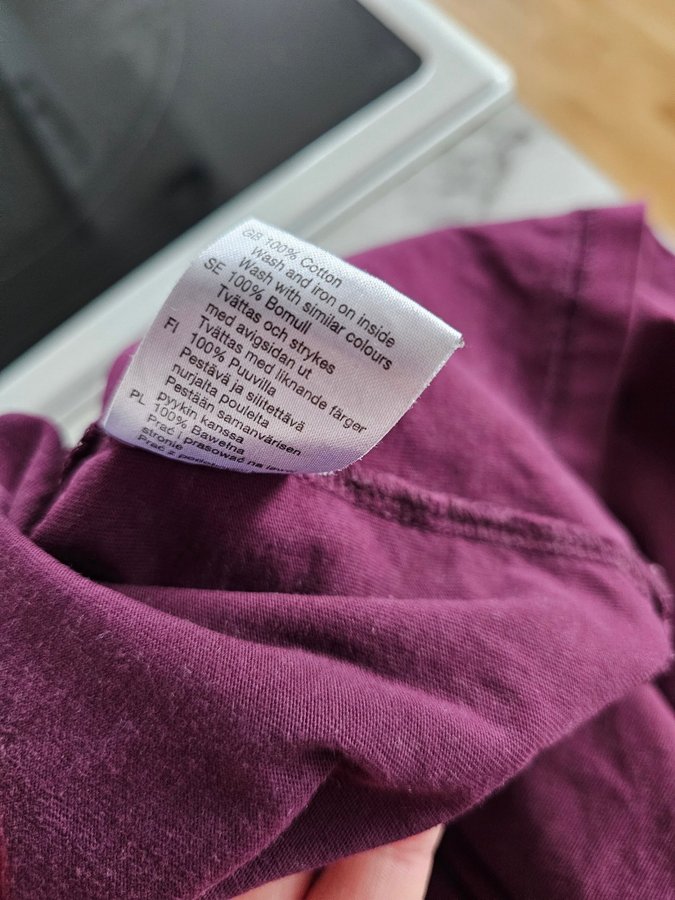 GB 100% Cotton
Wash and iron on inside
Wash with similar colours
SE 100% Bomull
Tvättas och strykes
med avigsidan ut
Tvättas med liknande färger
FI 100% Puuvilla
Pestävä ja silitettävä
nurjalta puolelta
Pestään samanvärisen
pyykin kanssa
PL 100% Bawełna
Prać i prasować na
stronie
Prać z